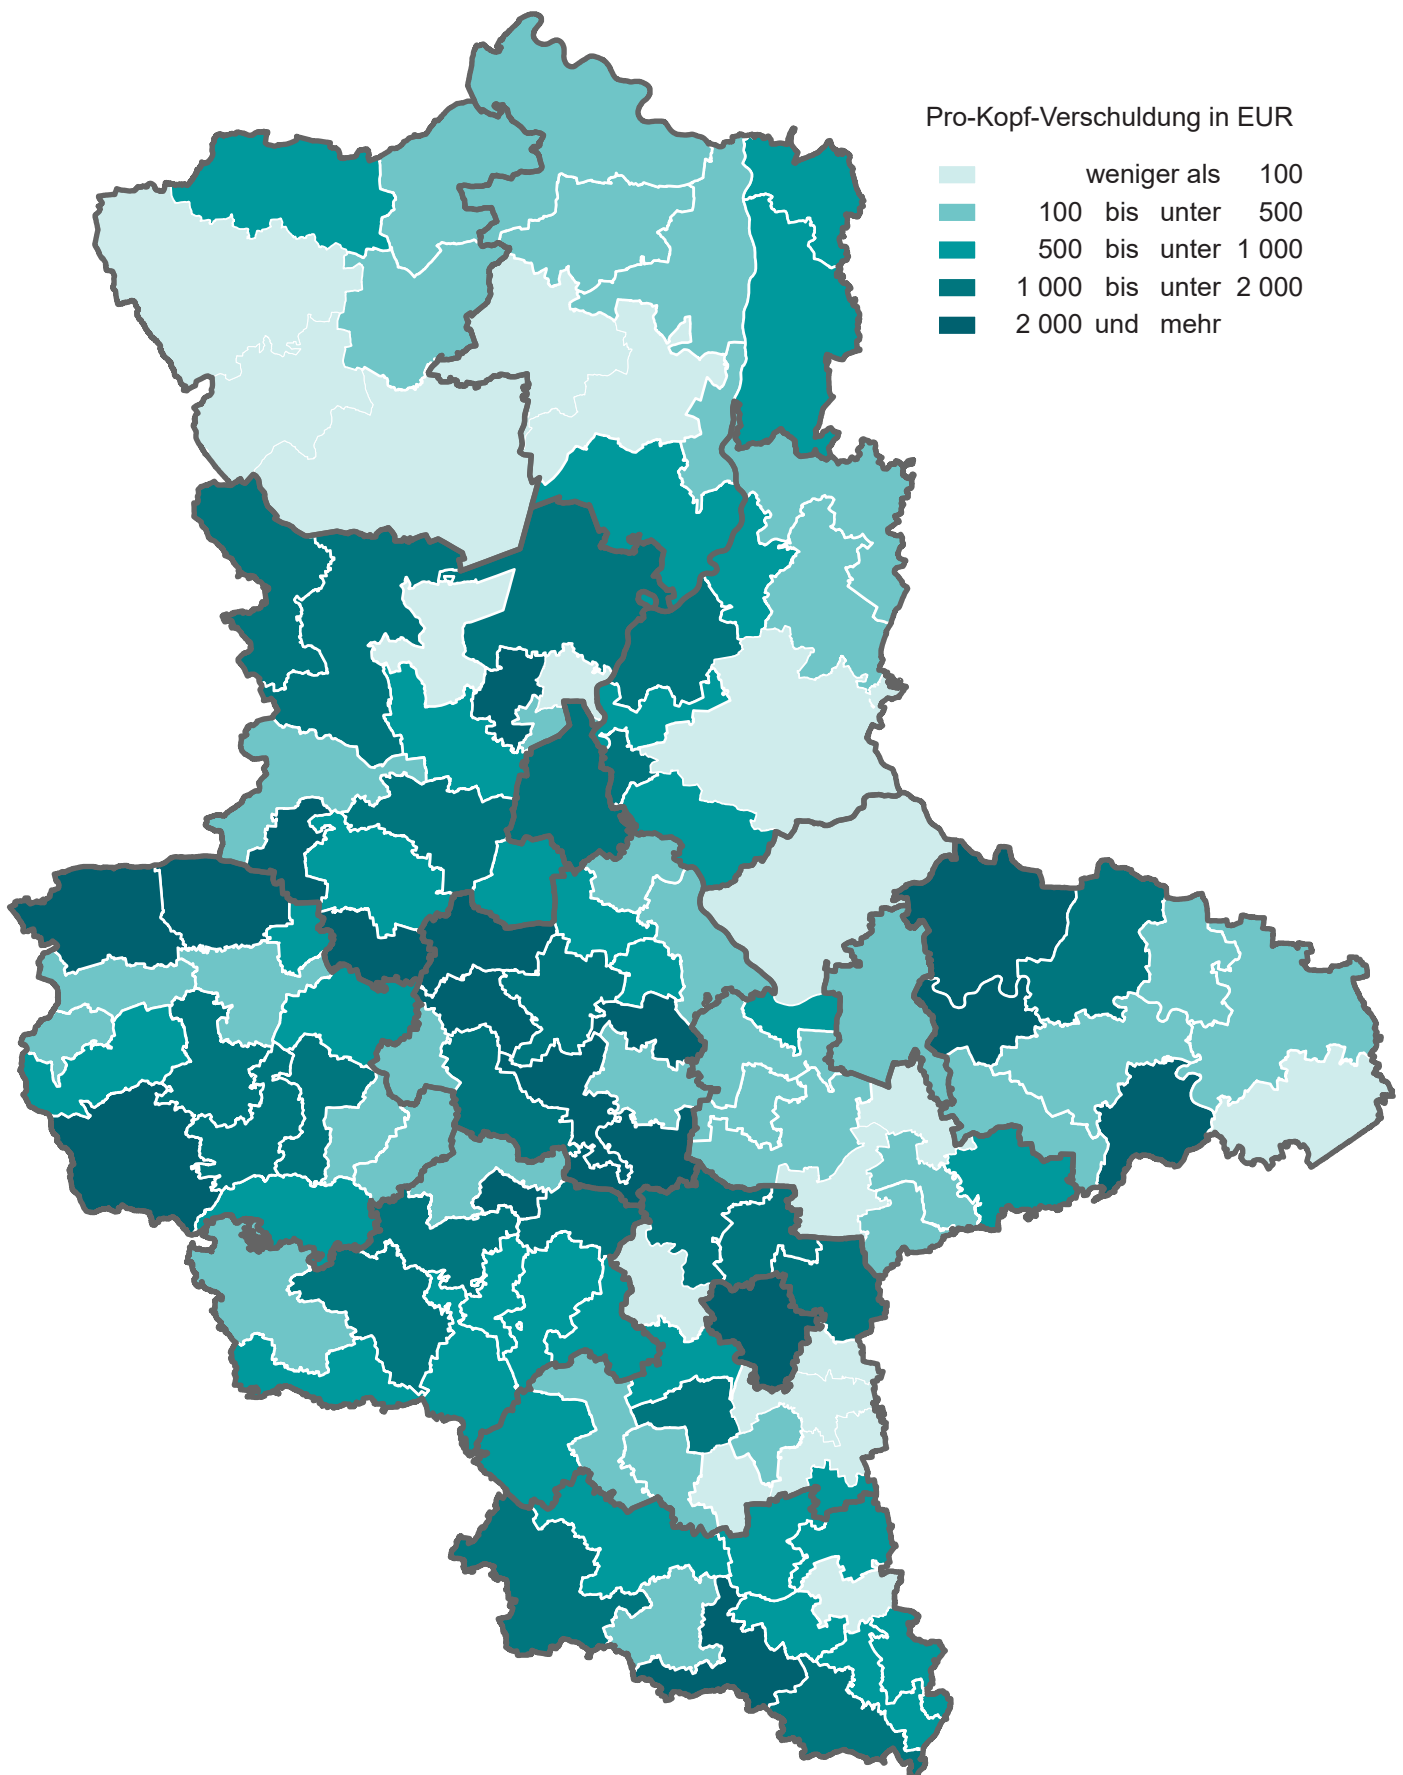 Pro-Kopf-Verschuldung in EUR
weniger als 100
100 bis unter 500
500 bis unter 1 000
1 000 bis unter 2 000
2 000 und mehr